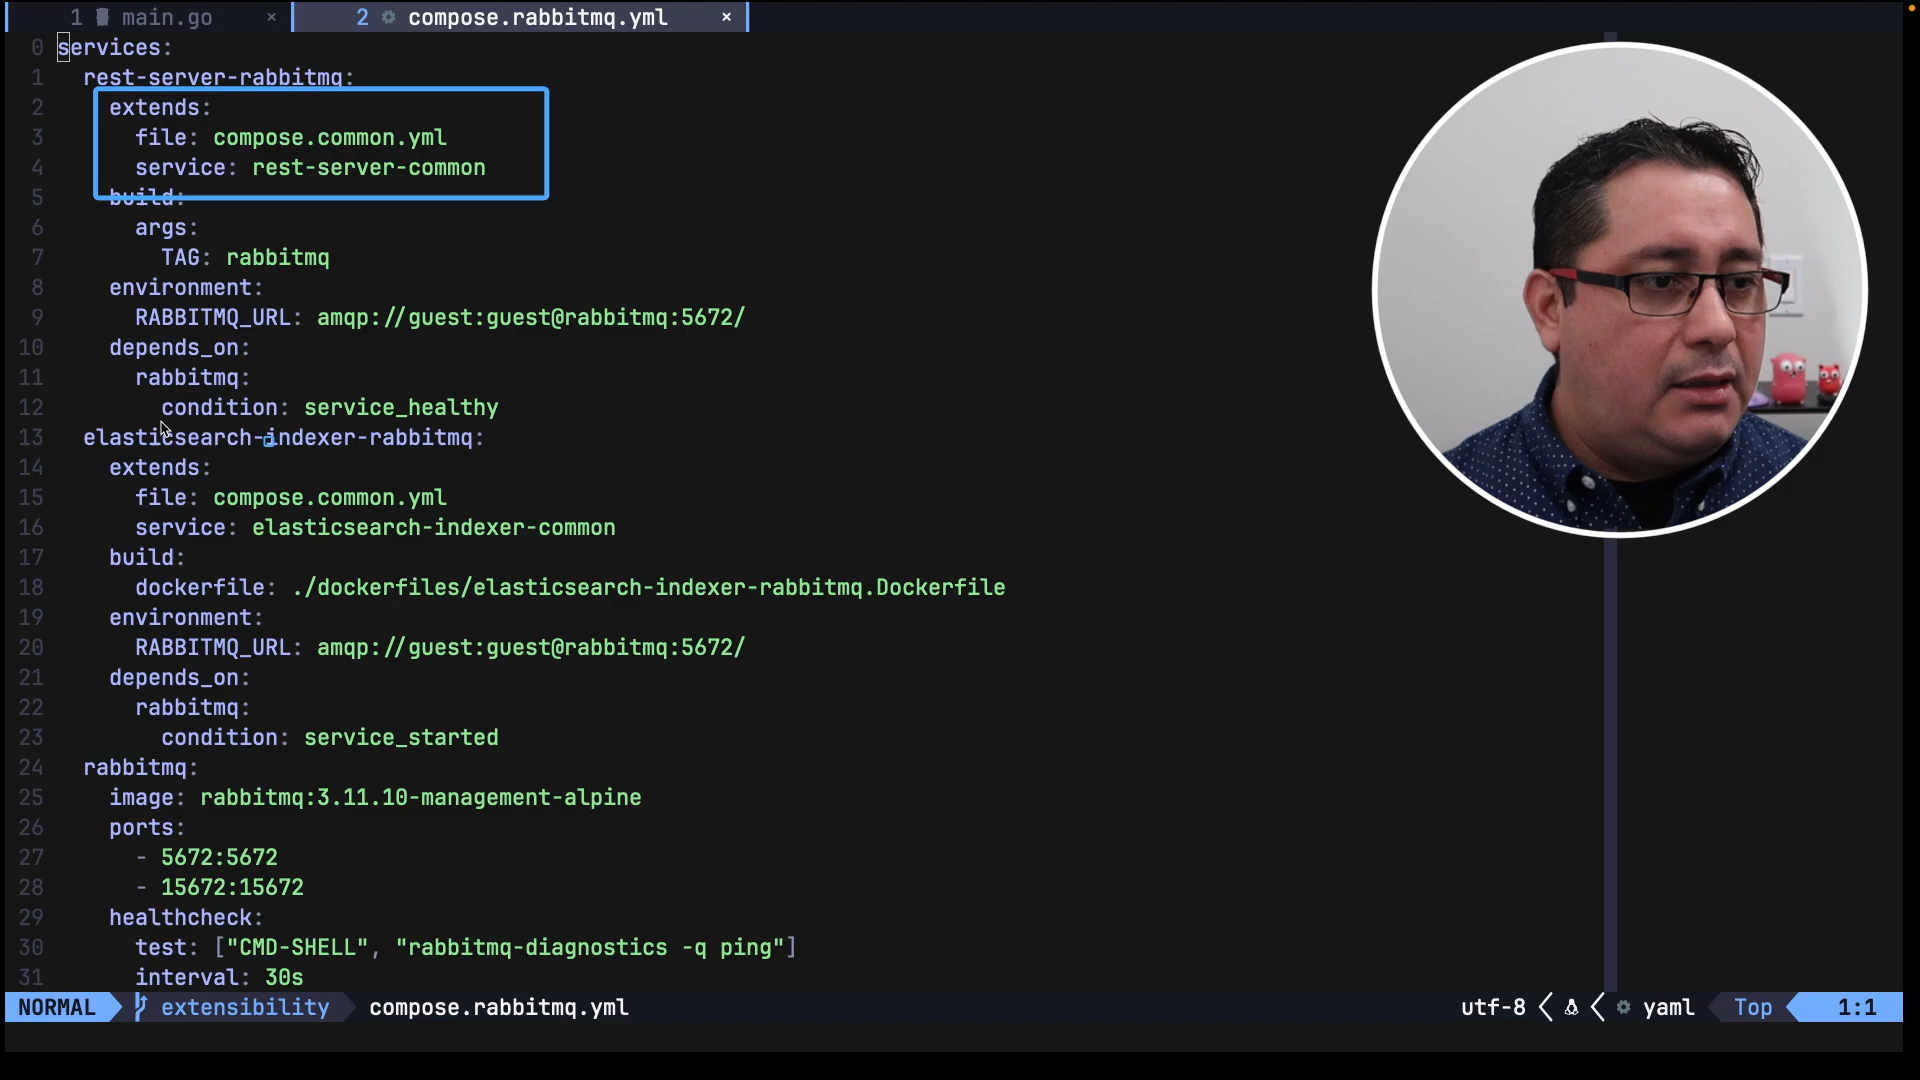 1 main.go ×
2 compose.rabbitmq.yml ×
0 services:
1 rest-server-rabbitmq:
2 extends:
3 file: compose.common.yml
4 service: rest-server-common
5 build:
6 args:
7 TAG: rabbitmq
8 environment:
9 RABBITMQ_URL: amqp://guest:guest@rabbitmq:5672/
10 depends_on:
11 rabbitmq:
12 condition: service_healthy
13 elasticsearch-indexer-rabbitmq:
14 extends:
15 file: compose.common.yml
16 service: elasticsearch-indexer-common
17 build:
18 dockerfile: ./dockerfiles/elasticsearch-indexer-rabbitmq.Dockerfile
19 environment:
20 RABBITMQ_URL: amqp://guest:guest@rabbitmq:5672/
21 depends_on:
22 rabbitmq:
23 condition: service_started
24 rabbitmq:
25 image: rabbitmq:3.11.10-management-alpine
26 ports:
27 - 5672:5672
28 - 15672:15672
29 healthcheck:
30 test: ["CMD-SHELL", "rabbitmq-diagnostics -q ping"]
31 interval: 30s
NORMAL extensibility compose.rabbitmq.yml utf-8 yaml Top 1:1